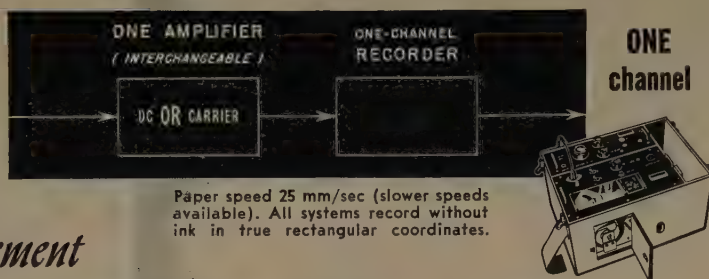 ONE AMPLIFIER
( INTERCHANGEABLE )
DC OR CARRIER
ONE-CHANNEL
RECORDER
ONE
channel
Paper speed 25 mm/sec (slower speeds
available). All systems record without
ink in true rectangular coordinates.
ement